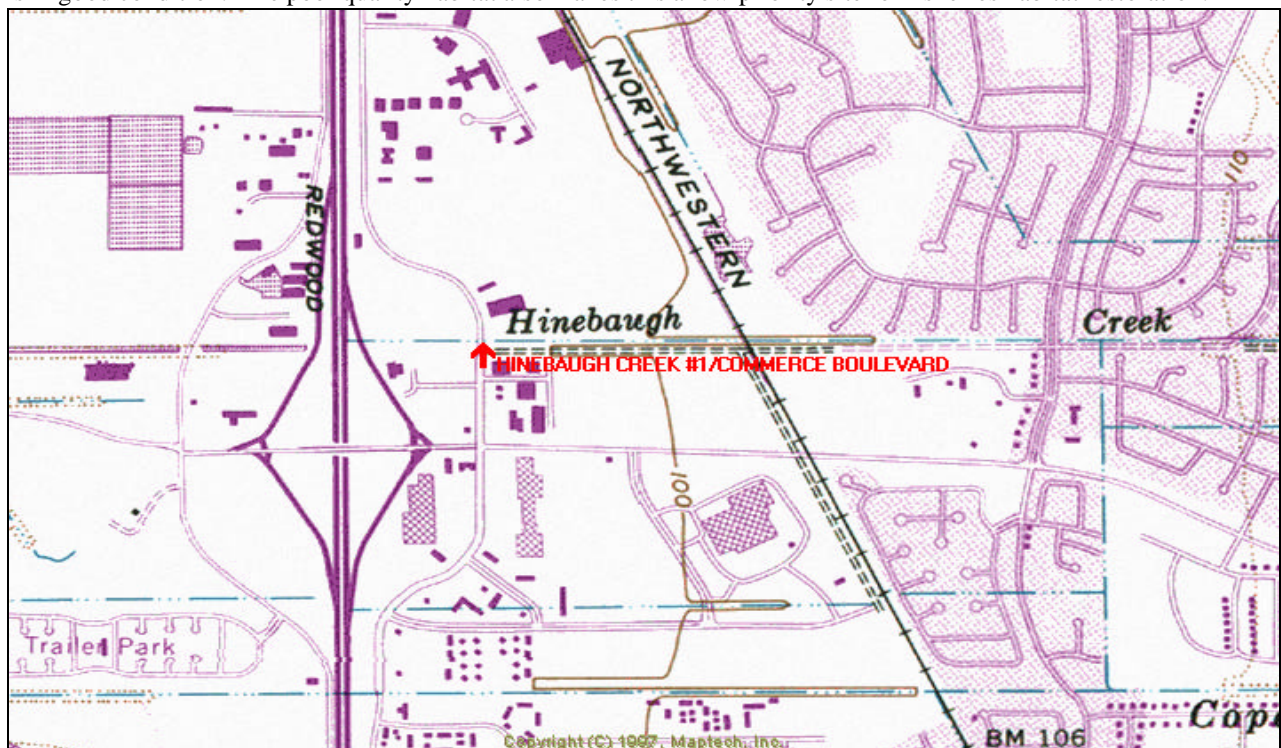 NORTHWESTERN
REDWOOD
110
Hinebaugh
Creek
HINEBAUGH CREEK #1/COMMERCE BOULEVARD
100
Trailer Park
Copyright (C) 1997, Maptech, Inc.
BM 106